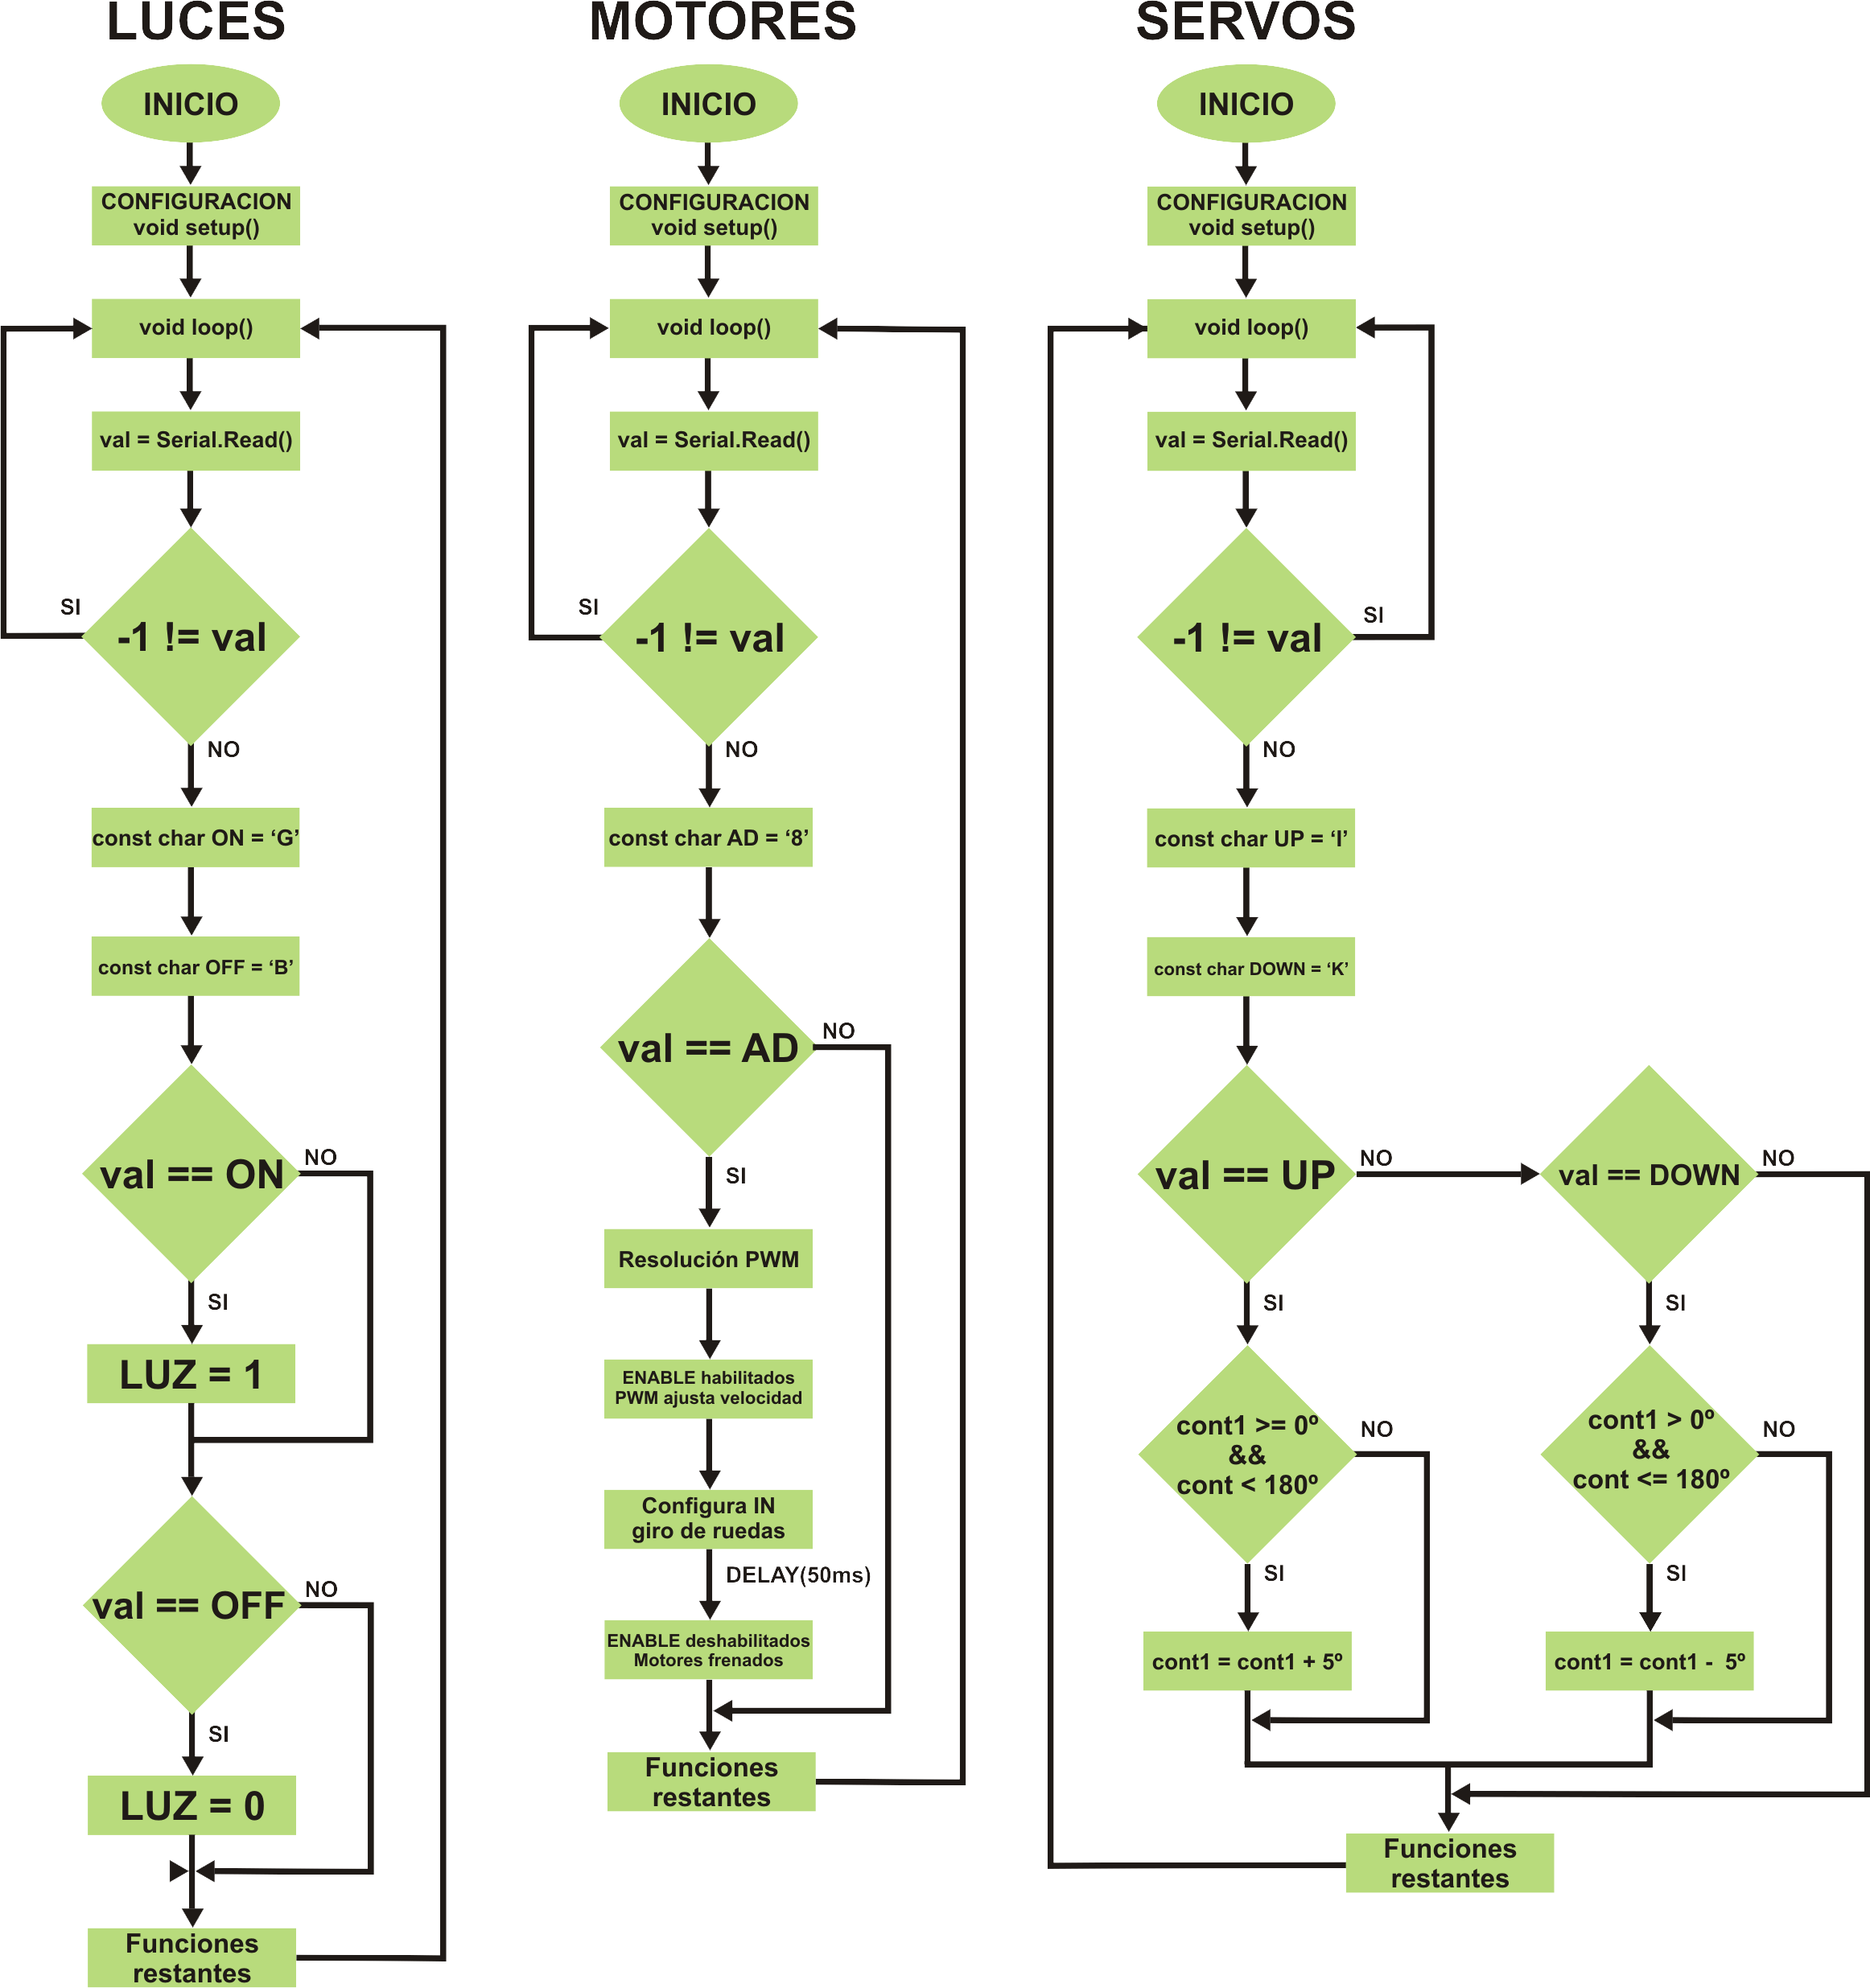 LUCES
INICIO
CONFIGURACION
void setup()
void loop()
val = Serial.Read()
SI
-1 != val
NO
const char ON = ‘G’
const char OFF = ‘B’
val == ON
NO
SI
LUZ = 1
val == OFF
NO
SI
LUZ = 0
Funciones
restantes
MOTORES
INICIO
CONFIGURACION
void setup()
void loop()
val = Serial.Read()
SI
-1 != val
NO
const char AD = ‘8’
val == AD
NO
SI
Resolución PWM
ENABLE habilitados
PWM ajusta velocidad
Configura IN
giro de ruedas
DELAY(50ms)
ENABLE deshabilitados
Motores frenados
Funciones
restantes
SERVOS
INICIO
CONFIGURACION
void setup()
void loop()
val = Serial.Read()
SI
-1 != val
NO
const char UP = ‘I’
const char DOWN = ‘K’
val == UP
NO
SI
cont1 >= 0º
&&
cont < 180º
NO
SI
cont1 = cont1 + 5º
val == DOWN
NO
SI
cont1 > 0º
&&
cont <= 180º
NO
SI
cont1 = cont1 - 5º
Funciones
restantes